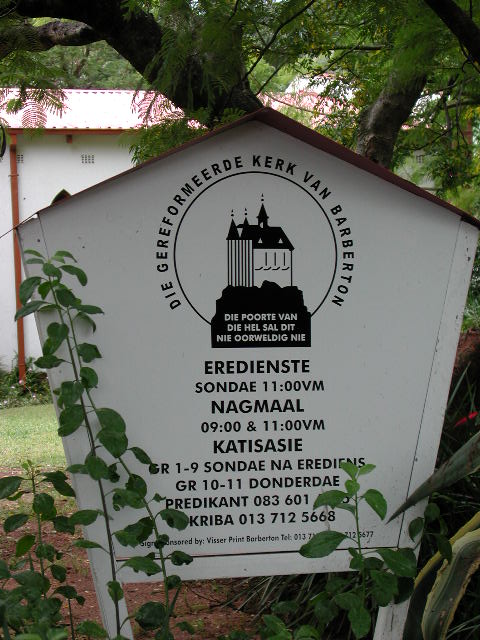 DIE GEREFORMEERDE KERK VAN BARBERTON
DIE POORTE VAN
DIE HEL SAL DIT
NIE OORWELDIG NIE
EREDIENSTE
SONDAE 11:00VM
NAGMAAL
09:00 & 11:00VM
KATISASIE
GR 1-9 SONDAE NA EREDIENS
GR 10-11 DONDERDAE
PREDIKANT 083 601
KRIBA 013 712 5668
Sponsored by: Visser Print Barberton Tel: 013